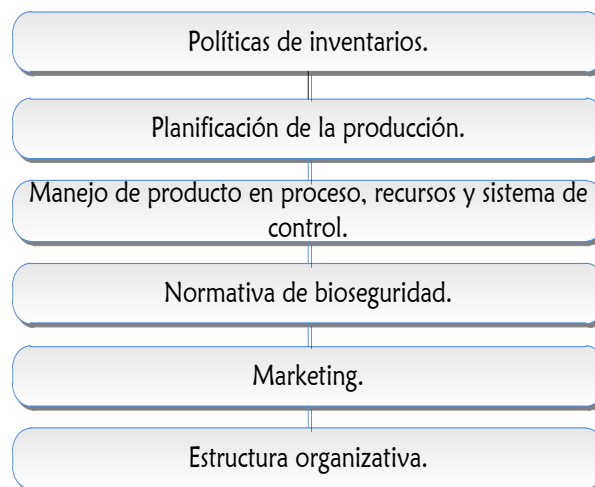 Políticas de inventarios.
Planificación de la producción.
Manejo de producto en proceso, recursos y sistema de
control.
Normativa de bioseguridad.
Marketing.
Estructura organizativa.